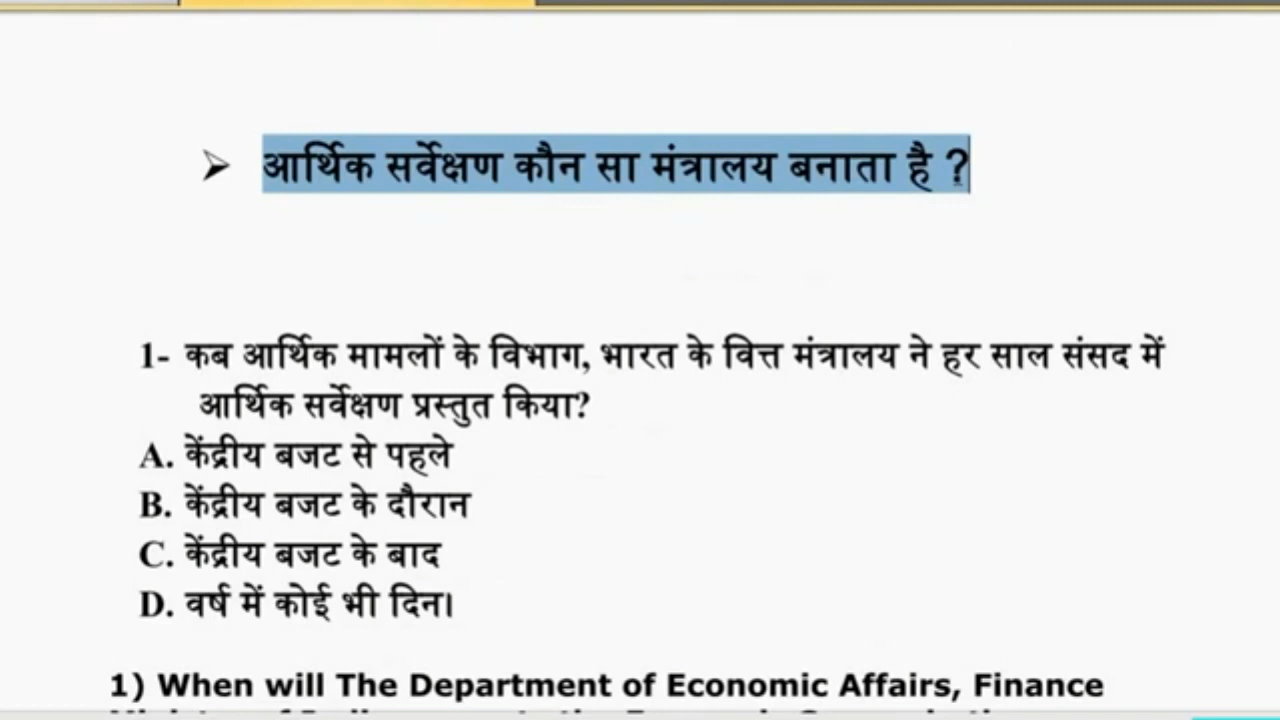 ➢ आर्थिक सर्वेक्षण कौन सा मंत्रालय बनाता है ?
1- कब आर्थिक मामलों के विभाग, भारत के वित्त मंत्रालय ने हर साल संसद में
आर्थिक सर्वेक्षण प्रस्तुत किया?
A. केंद्रीय बजट से पहले
B. केंद्रीय बजट के दौरान
C. केंद्रीय बजट के बाद
D. वर्ष में कोई भी दिन।
1) When will The Department of Economic Affairs, Finance